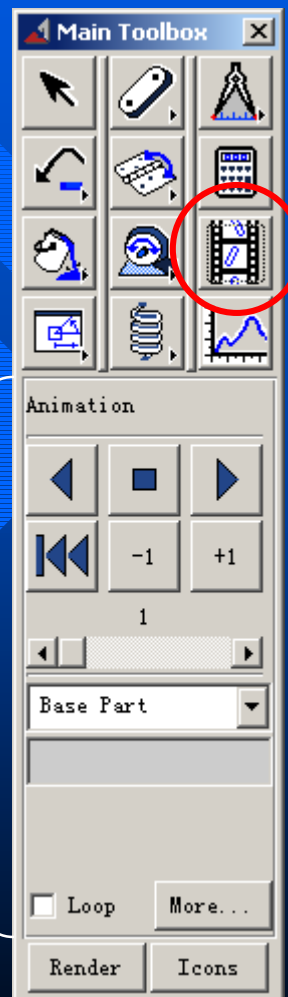 Main Toolbox
Animation
-1 +1
1
Base Part
Loop More...
Render Icons